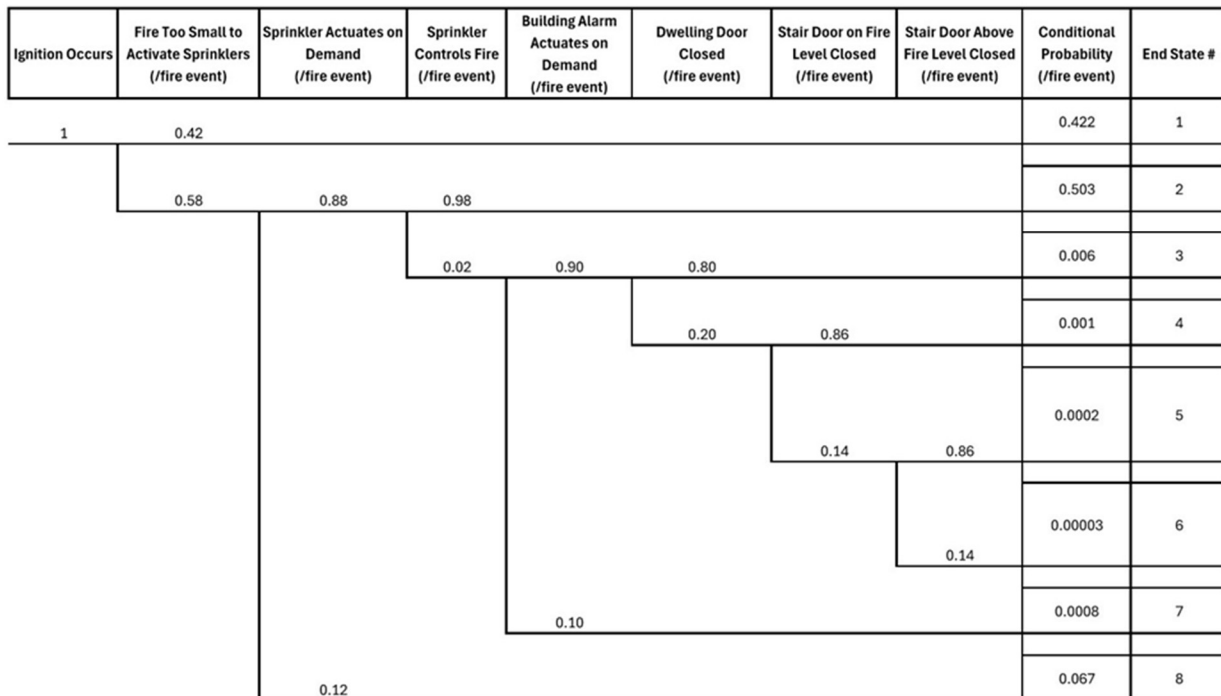 Ignition Occurs
Fire Too Small to
Activate Sprinklers
(/fire event)
Sprinkler Actuates on
Demand
(/fire event)
Sprinkler
Controls Fire
(/fire event)
Building Alarm
Actuates on
Demand
(/fire event)
Dwelling Door
Closed
(/fire event)
Stair Door on Fire
Level Closed
(/fire event)
Stair Door Above
Fire Level Closed
(/fire event)
Conditional
Probability
(/fire event)
End State #
1 0.42 0.422 1
0.58 0.88 0.98 0.503 2
0.02 0.90 0.80 0.006 3
0.20 0.86 0.001 4
0.14 0.86 0.0002 5
0.14 0.00003 6
0.10 0.0008 7
0.12 0.067 8